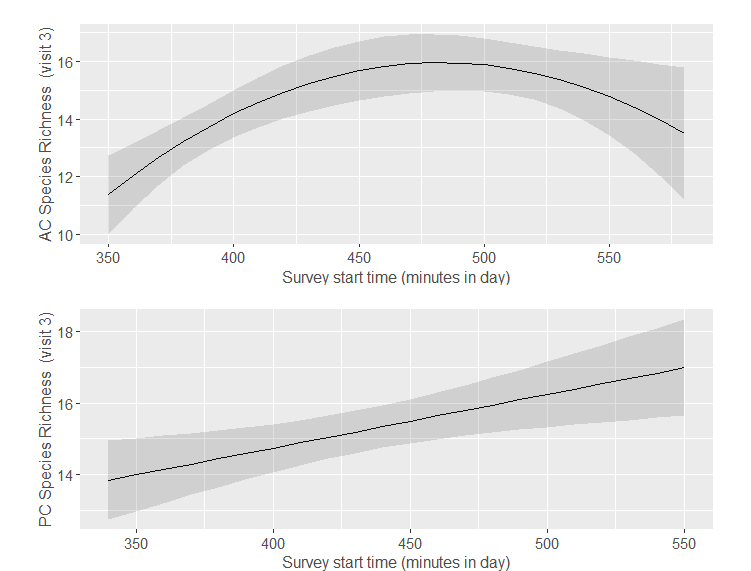 AC Species Richness (visit 3)
16
14
12
10
350 400 450 500 550
Survey start time (minutes in day)
PC Species Richness (visit 3)
18
16
14
350 400 450 500 550
Survey start time (minutes in day)